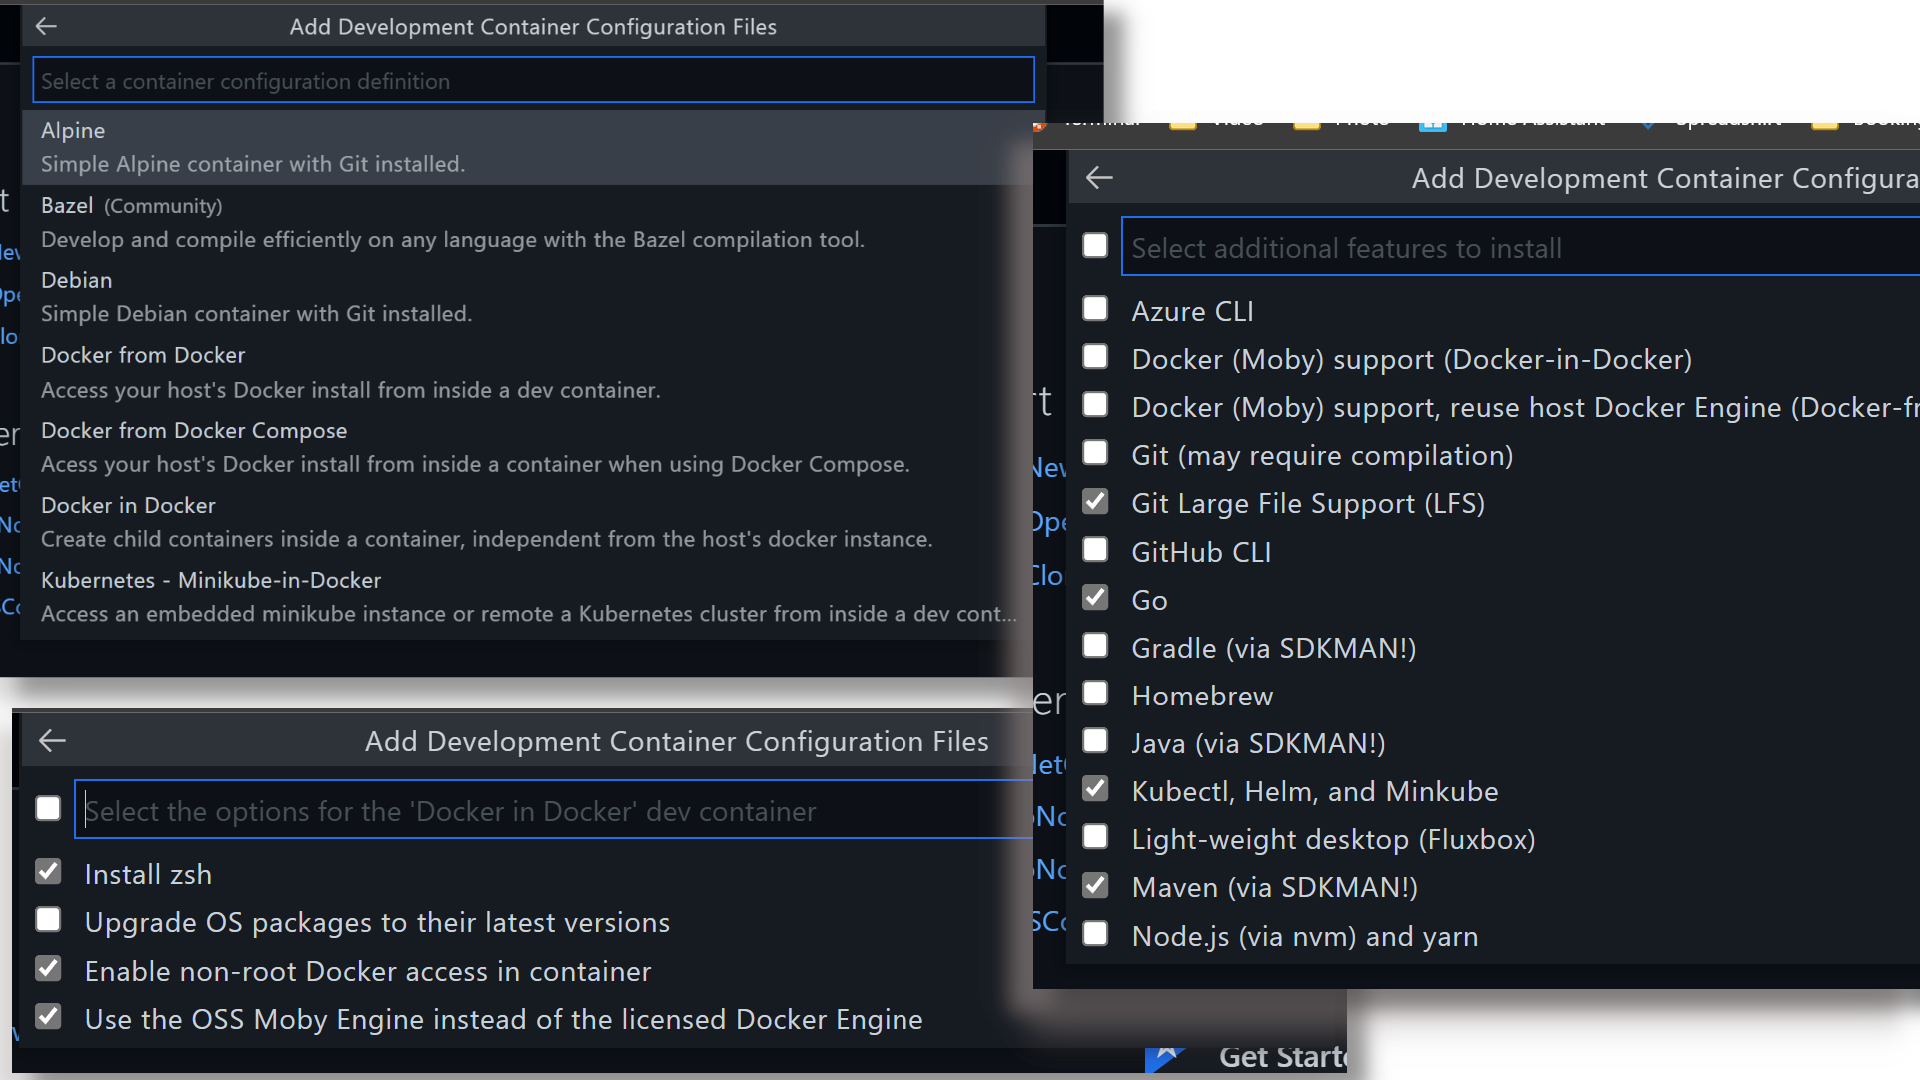 Add Development Container Configuration Files
Select a container configuration definition
Alpine
Simple Alpine container with Git installed.
Bazel (Community)
Develop and compile efficiently on any language with the Bazel compilation tool.
Debian
Simple Debian container with Git installed.
Docker from Docker
Access your host's Docker install from inside a dev container.
Docker from Docker Compose
Acess your host's Docker install from inside a container when using Docker Compose.
Docker in Docker
Create child containers inside a container, independent from the host's docker instance.
Kubernetes - Minikube-in-Docker
Access an embedded minikube instance or remote a Kubernetes cluster from inside a dev cont...
Add Development Container Configuration Files
Select the options for the 'Docker in Docker' dev container
Install zsh
Upgrade OS packages to their latest versions
Enable non-root Docker access in container
Use the OSS Moby Engine instead of the licensed Docker Engine
Get Starte
Add Development Container Configura
Select additional features to install
Azure CLI
Docker (Moby) support (Docker-in-Docker)
Docker (Moby) support, reuse host Docker Engine (Docker-fr
Git (may require compilation)
Git Large File Support (LFS)
GitHub CLI
Go
Gradle (via SDKMAN!)
Homebrew
Java (via SDKMAN!)
Kubectl, Helm, and Minkube
Light-weight desktop (Fluxbox)
Maven (via SDKMAN!)
Node.js (via nvm) and yarn